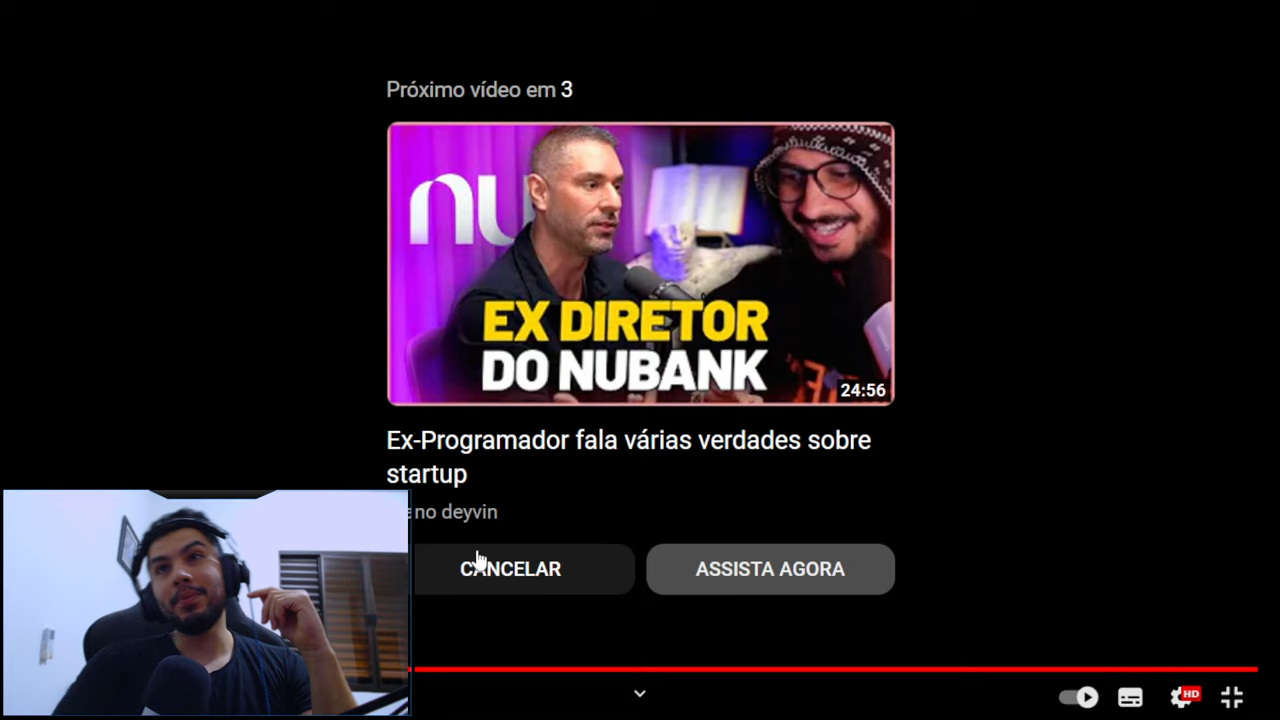 Próximo vídeo em 3
nu
EX DIRETOR
DO NUBANK
24:56
Ex-Programador fala várias verdades sobre
startup
no deyvin
CANCELAR
ASSISTA AGORA
HD